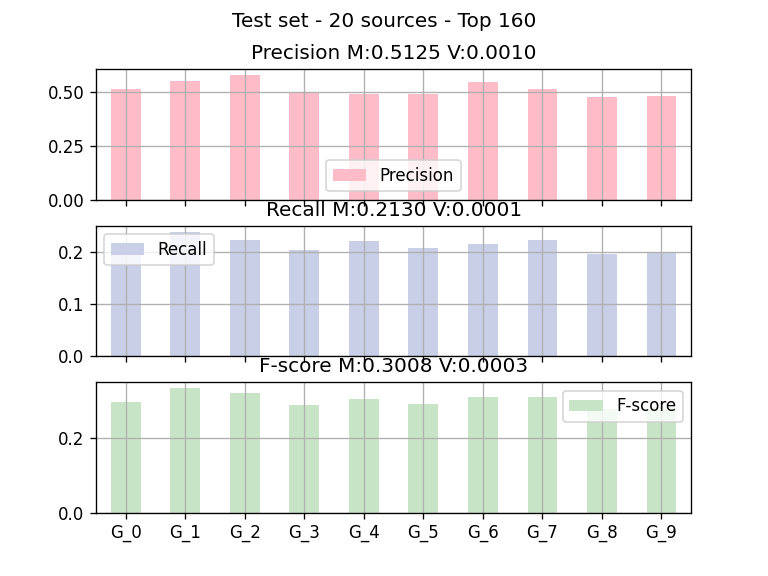 Test set - 20 sources - Top 160
Precision M:0.5125 V:0.0010
0.50
0.25
0.00
Precision
Recall M:0.2130 V:0.0001
0.2
0.1
0.0
Recall
F-score M:0.3008 V:0.0003
0.2
0.0
F-score
G_0 G_1 G_2 G_3 G_4 G_5 G_6 G_7 G_8 G_9